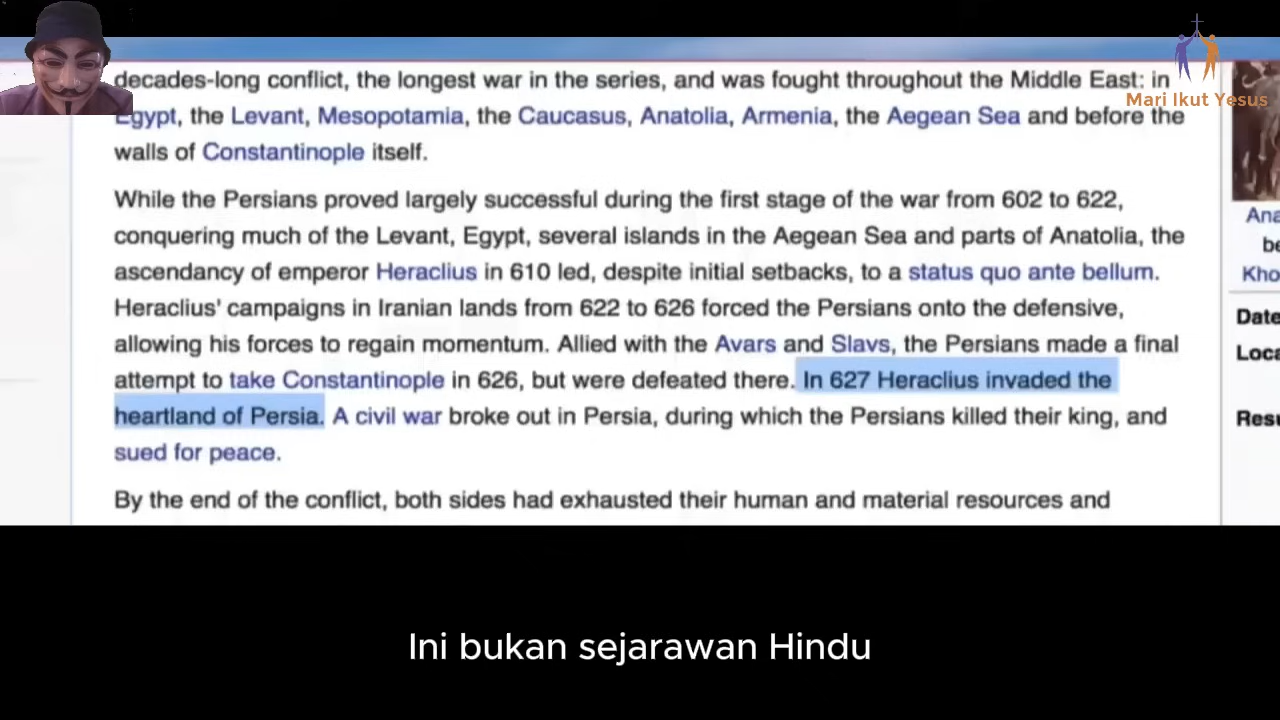 decades-long conflict, the longest war in the series, and was fought throughout the Middle East: in
Egypt, the Levant, Mesopotamia, the Caucasus, Anatolia, Armenia, the Aegean Sea and before the
walls of Constantinople itself.
While the Persians proved largely successful during the first stage of the war from 602 to 622,
conquering much of the Levant, Egypt, several islands in the Aegean Sea and parts of Anatolia, the
ascendancy of emperor Heraclius in 610 led, despite initial setbacks, to a status quo ante bellum.
Heraclius' campaigns in Iranian lands from 622 to 626 forced the Persians onto the defensive,
allowing his forces to regain momentum. Allied with the Avars and Slavs, the Persians made a final
attempt to take Constantinople in 626, but were defeated there. In 627 Heraclius invaded the
heartland of Persia. A civil war broke out in Persia, during which the Persians killed their king, and
sued for peace.
By the end of the conflict, both sides had exhausted their human and material resources and
Mari Ikut Yesus
Ana
be
Kho
Date
Loca
Resu
Ini bukan sejarawan Hindu